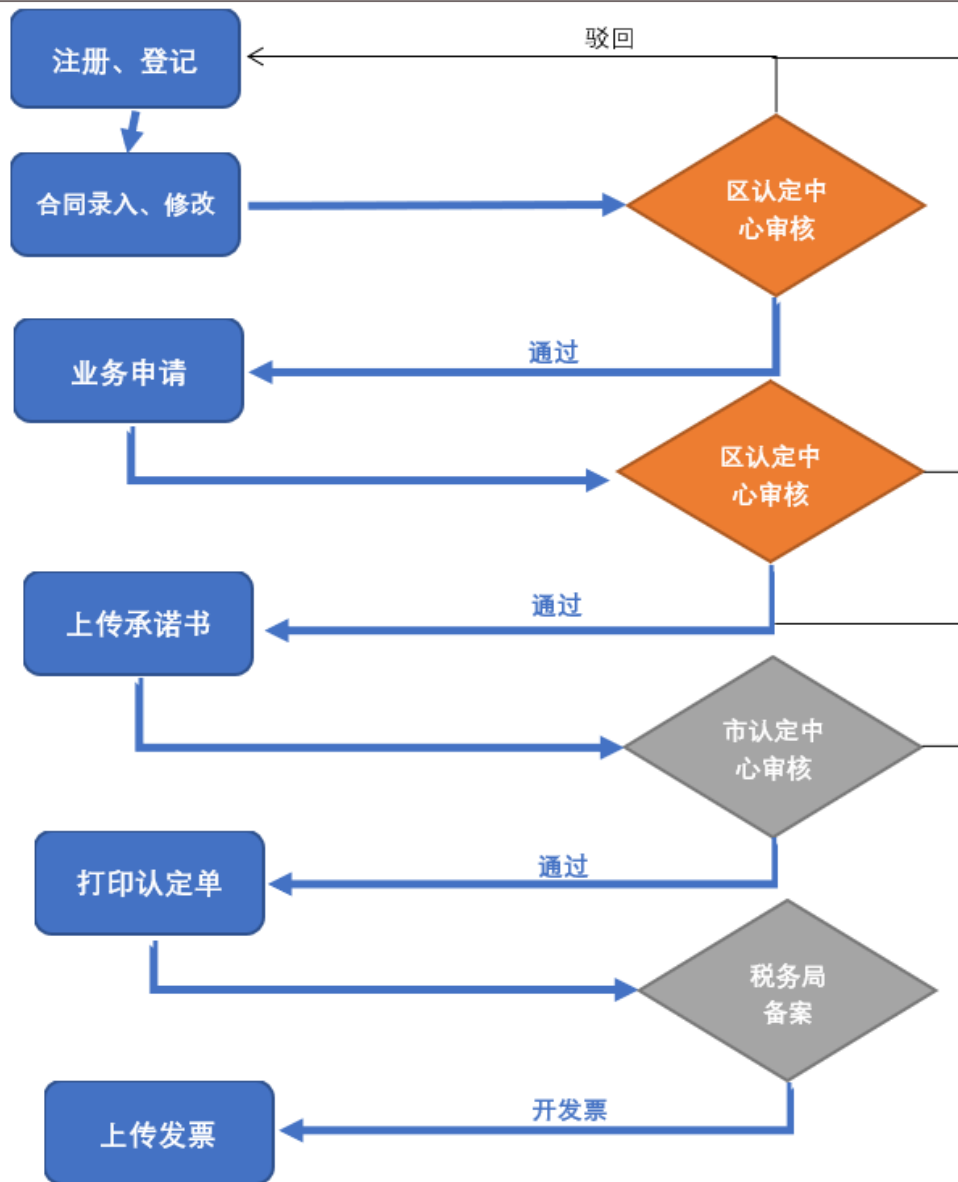 驳回
注册、登记
合同录入、修改
区认定中
心审核
通过
业务申请
区认定中
心审核
通过
上传承诺书
市认定中
心审核
通过
打印认定单
税务局
备案
开发票
上传发票